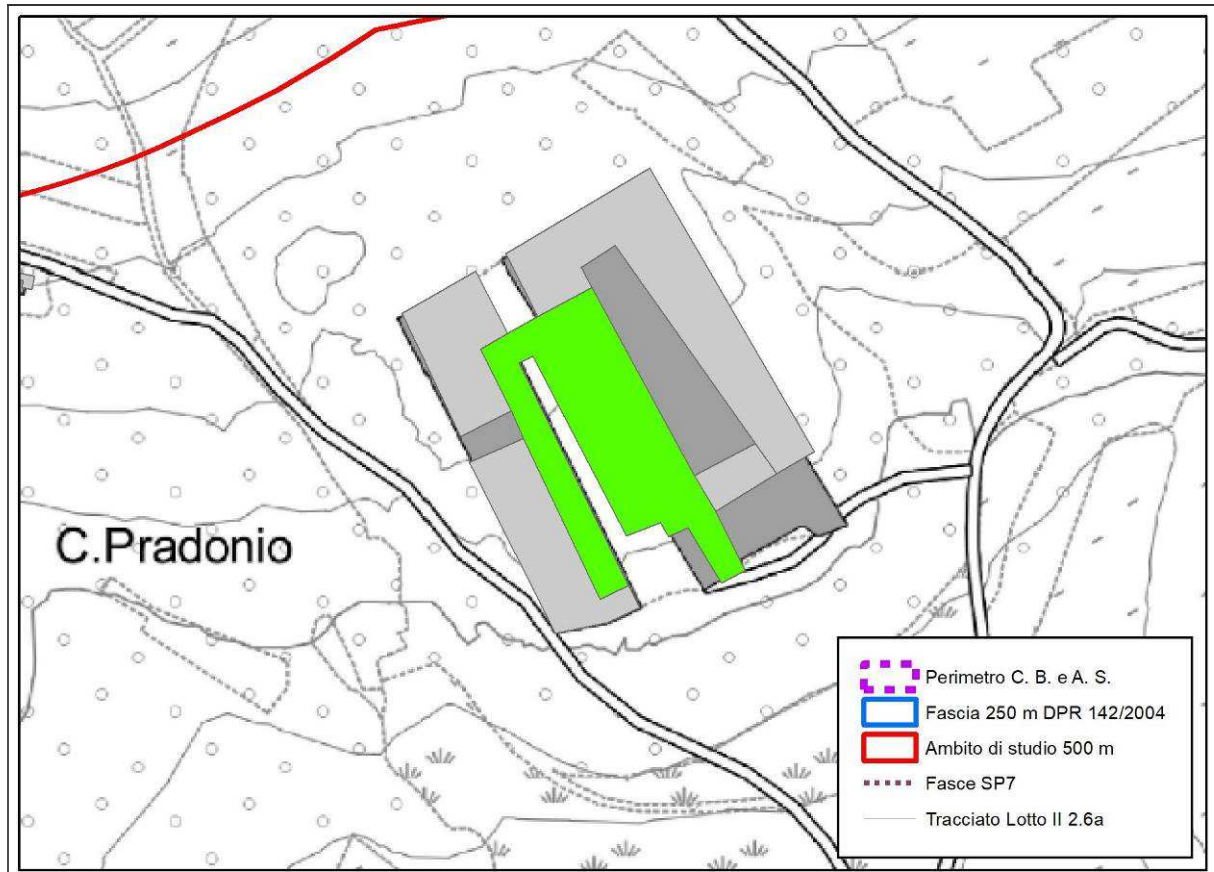 C.Pradonio
Perimetro C. B. e A. S.
Fascia 250 m DPR 142/2004
Ambito di studio 500 m
Fasce SP7
Tracciato Lotto II 2.6a